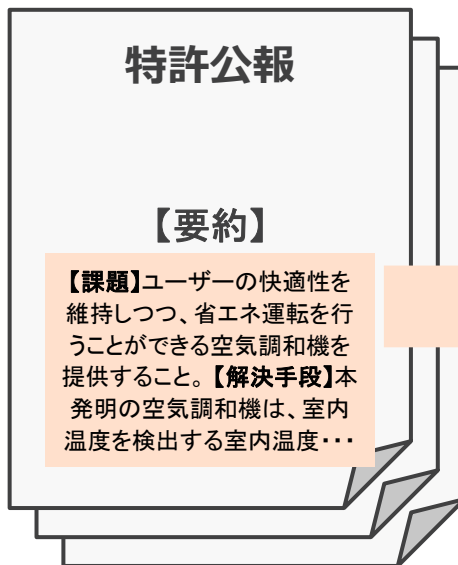 特許公報
【要約】
【課題】ユーザーの快適性を
維持しつつ、省エネ運転を行
うことができる空気調和機を
提供すること。【解決手段】本
発明の空気調和機は、室内
温度を検出する室内温度・・・